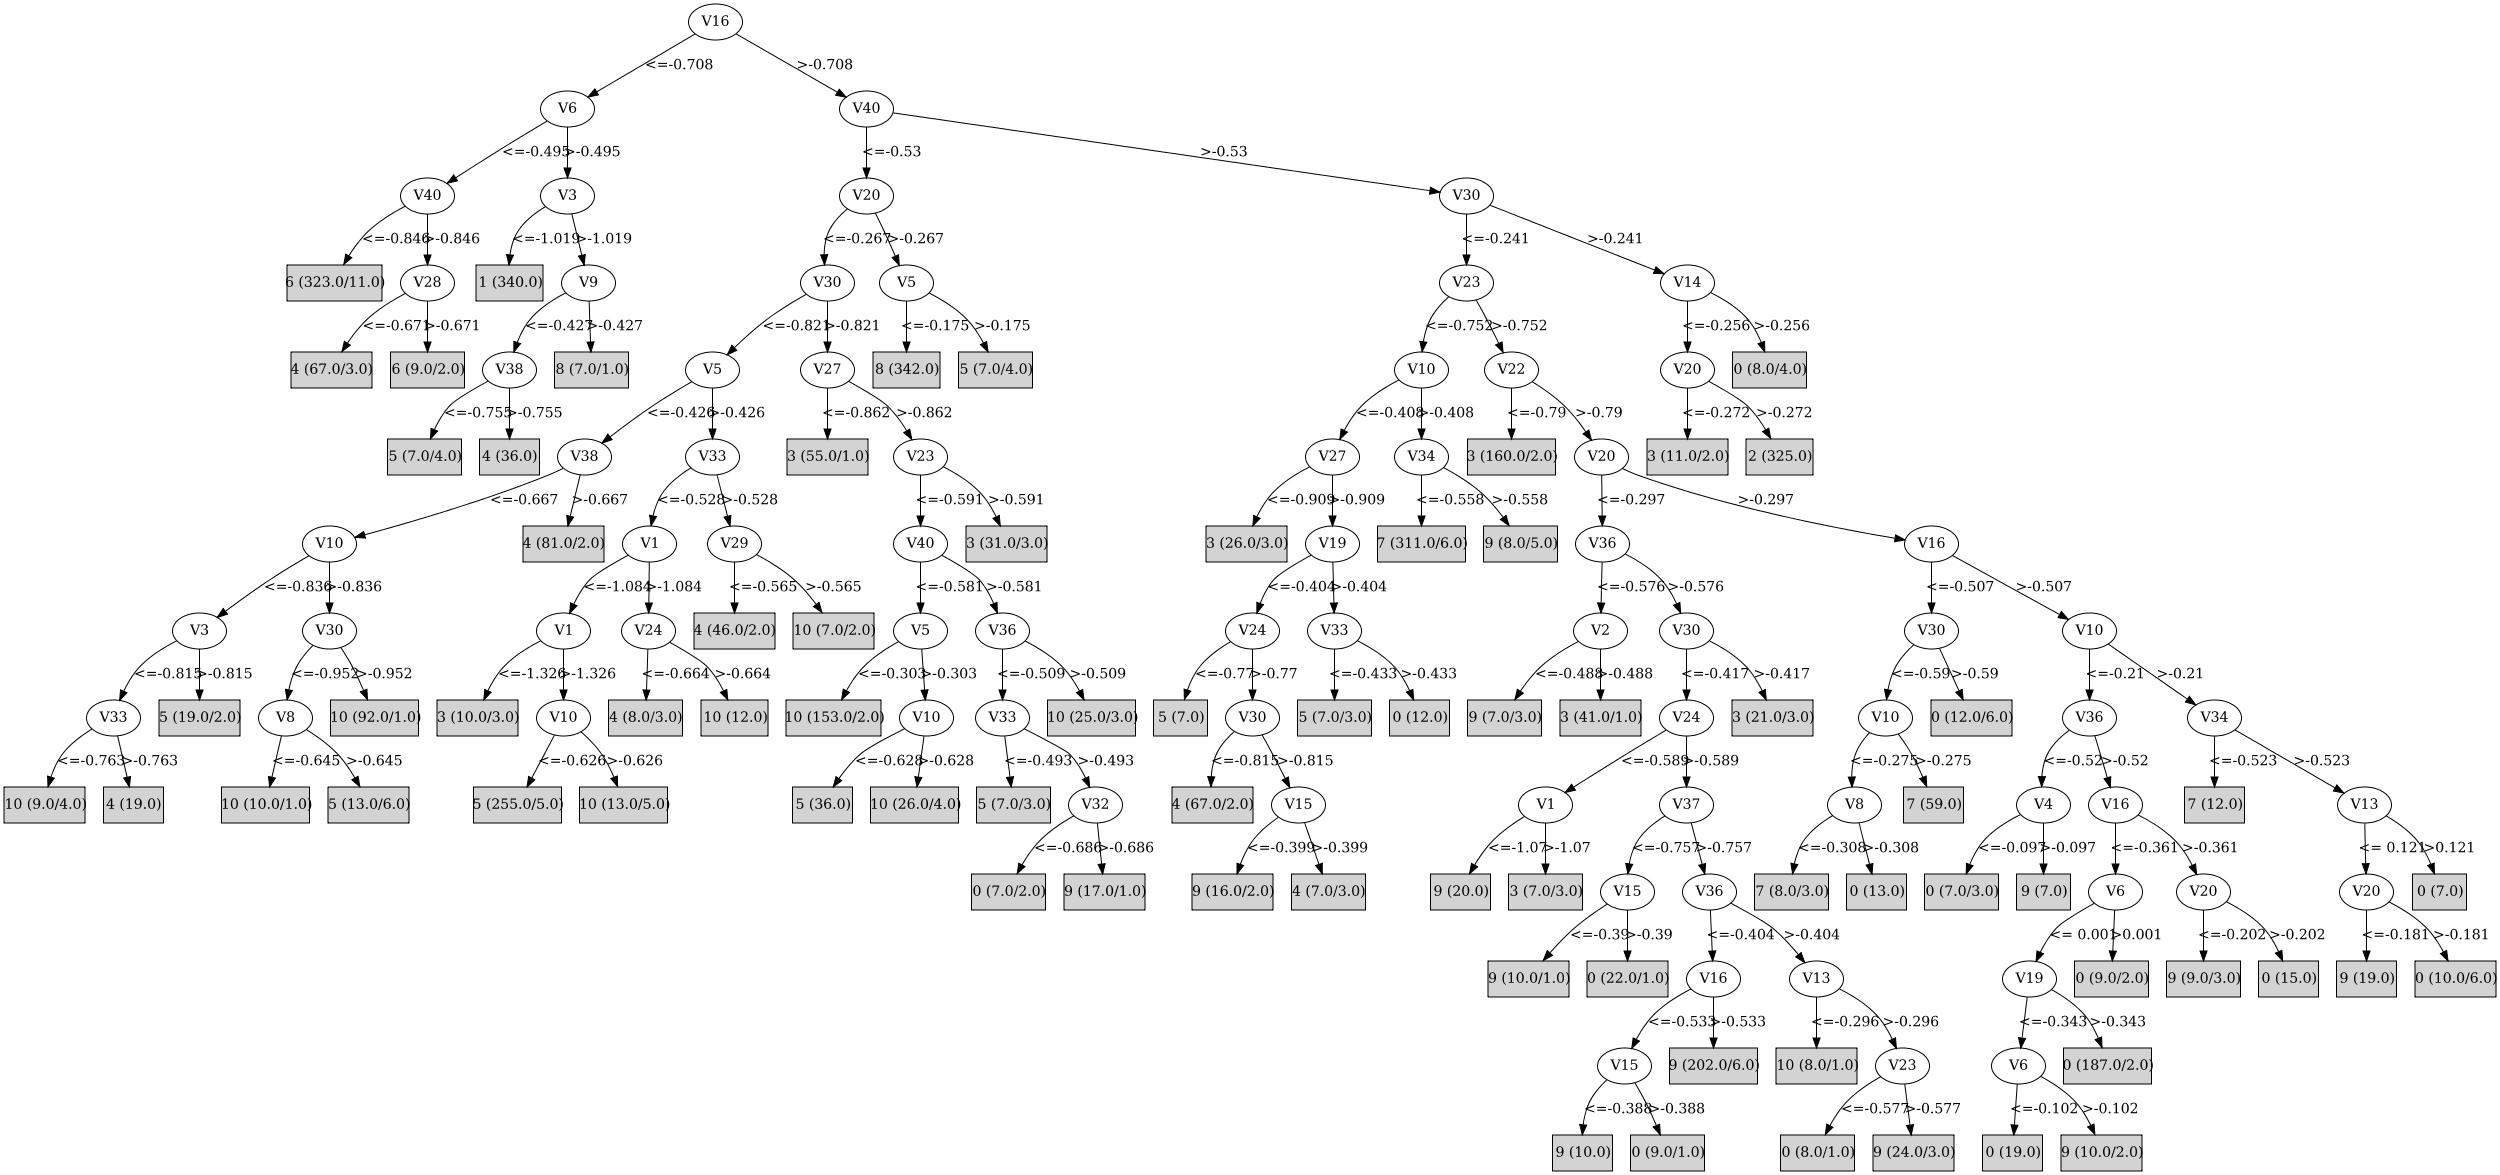 V16
<=-0.708 >-0.708
V6 V40
<=-0.495 >-0.495 <=-0.53 >-0.53
V40 V3 V20 V30
<=-0.846 >-0.846 <=-1.019 >-1.019 <=-0.267 >-0.267 <=-0.241 >-0.241
6 (323.0/11.0) V28 1 (340.0) V9 V30 V5 V23 V14
<=-0.671 >-0.671 <=-0.427 >-0.427 <=-0.821 >-0.821 <=-0.175 >-0.175 <=-0.752 >-0.752 <=-0.256 >-0.256
4 (67.0/3.0) 6 (9.0/2.0) V38 8 (7.0/1.0) V5 V27 8 (342.0) 5 (7.0/4.0) V10 V22 V20 0 (8.0/4.0)
<=-0.755 >-0.755 <=-0.426 >-0.426 <=-0.862 >-0.862 <=-0.408 >-0.408 <=-0.79 >-0.79 <=-0.272 >-0.272
5 (7.0/4.0) 4 (36.0) V38 V33 3 (55.0/1.0) V23 V27 V34 3 (160.0/2.0) V20 3 (11.0/2.0) 2 (325.0)
<=-0.667 >-0.667 <=-0.528 >-0.528 <=-0.591 >-0.591 <=-0.909 >-0.909 <=-0.558 >-0.558 <=-0.297 >-0.297
V10 4 (81.0/2.0) V1 V29 V40 3 (31.0/3.0) 3 (26.0/3.0) V19 7 (311.0/6.0) 9 (8.0/5.0) V36 V16
<=-0.836 >-0.836 <=-1.084 >-1.084 <=-0.565 >-0.565 <=-0.581 >-0.581 <=-0.404 >-0.404 <=-0.576 >-0.576 <=-0.507 >-0.507
V3 V30 V1 V24 4 (46.0/2.0) 10 (7.0/2.0) V5 V36 V24 V33 V2 V30 V30 V10
<=-0.815 >-0.815 <=-0.952 >-0.952 <=-1.326 >-1.326 <=-0.664 >-0.664 <=-0.303 >-0.303 <=-0.509 >-0.509 <=-0.77 >-0.77 <=-0.433 >-0.433 <=-0.488 >-0.488 <=-0.417 >-0.417 <=-0.59 >-0.59 <=-0.21 >-0.21
V33 5 (19.0/2.0) V8 10 (92.0/1.0) 3 (10.0/3.0) V10 4 (8.0/3.0) 10 (12.0) 10 (153.0/2.0) V10 V33 10 (25.0/3.0) 5 (7.0) V30 5 (7.0/3.0) 0 (12.0) 9 (7.0/3.0) 3 (41.0/1.0) V24 3 (21.0/3.0) V10 0 (12.0/6.0) V36 V34
<=-0.763 >-0.763 <=-0.645 >-0.645 <=-0.626 >-0.626 <=-0.628 >-0.628 <=-0.493 >-0.493 <=-0.815 >-0.815 <=-0.589 >-0.589 <=-0.275 >-0.275 <=-0.52 >-0.52 <=-0.523 >-0.523
10 (9.0/4.0) 4 (19.0) 10 (10.0/1.0) 5 (13.0/6.0) 5 (255.0/5.0) 10 (13.0/5.0) 5 (36.0) 10 (26.0/4.0) 5 (7.0/3.0) V32 4 (67.0/2.0) V15 V1 V37 V8 7 (59.0) V4 V16 7 (12.0) V13
<=-0.686 >-0.686 <=-0.399 >-0.399 <=-1.07 >-1.07 <=-0.757 >-0.757 <=-0.308 >-0.308 <=-0.097 >-0.097 <=-0.361 >-0.361 <= 0.121 >0.121
0 (7.0/2.0) 9 (17.0/1.0) 9 (16.0/2.0) 4 (7.0/3.0) 9 (20.0) 3 (7.0/3.0) V15 V36 7 (8.0/3.0) 0 (13.0) 0 (7.0/3.0) 9 (7.0) V6 V20 V20 0 (7.0)
<=-0.39 >-0.39 <=-0.404 >-0.404 <= 0.001 >0.001 <=-0.202 >-0.202 <=-0.181 >-0.181
9 (10.0/1.0) 0 (22.0/1.0) V16 V13 V19 0 (9.0/2.0) 9 (9.0/3.0) 0 (15.0) 9 (19.0) 0 (10.0/6.0)
<=-0.533 >-0.533 <=-0.296 >-0.296 <=-0.343 >-0.343
V15 9 (202.0/6.0) 10 (8.0/1.0) V23 V6 0 (187.0/2.0)
<=-0.388 >-0.388 <=-0.577 >-0.577 <=-0.102 >-0.102
9 (10.0) 0 (9.0/1.0) 0 (8.0/1.0) 9 (24.0/3.0) 0 (19.0) 9 (10.0/2.0)